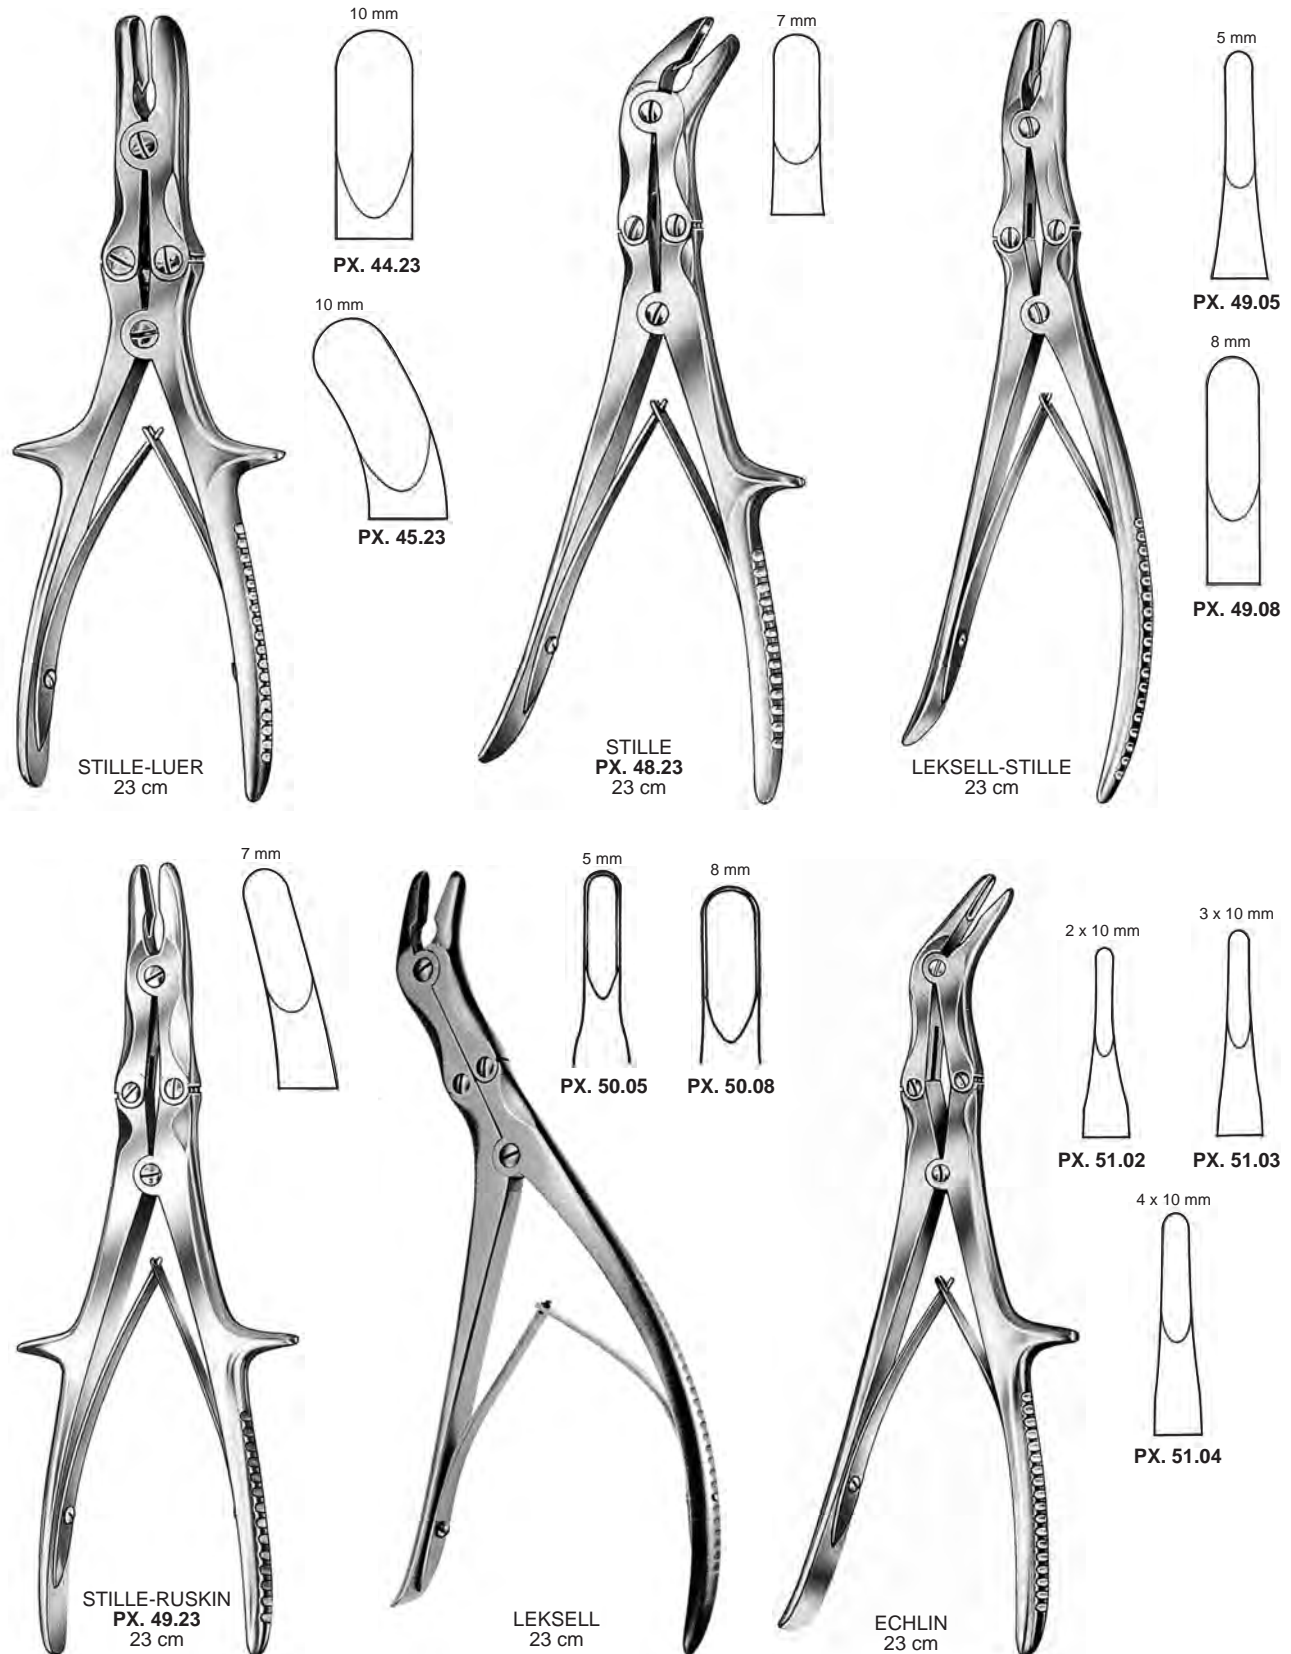 10 mm
PX. 44.23
10 mm
PX. 45.23
STILLE-LUER
23 cm
7 mm
STILLE
PX. 48.23
23 cm
5 mm
PX. 49.05
8 mm
PX. 49.08
LEKSELL-STILLE
23 cm
7 mm
STILLE-RUSKIN
PX. 49.23
23 cm
5 mm
PX. 50.05
8 mm
PX. 50.08
LEKSELL
23 cm
2 x 10 mm
PX. 51.02
3 x 10 mm
PX. 51.03
4 x 10 mm
PX. 51.04
ECHLIN
23 cm